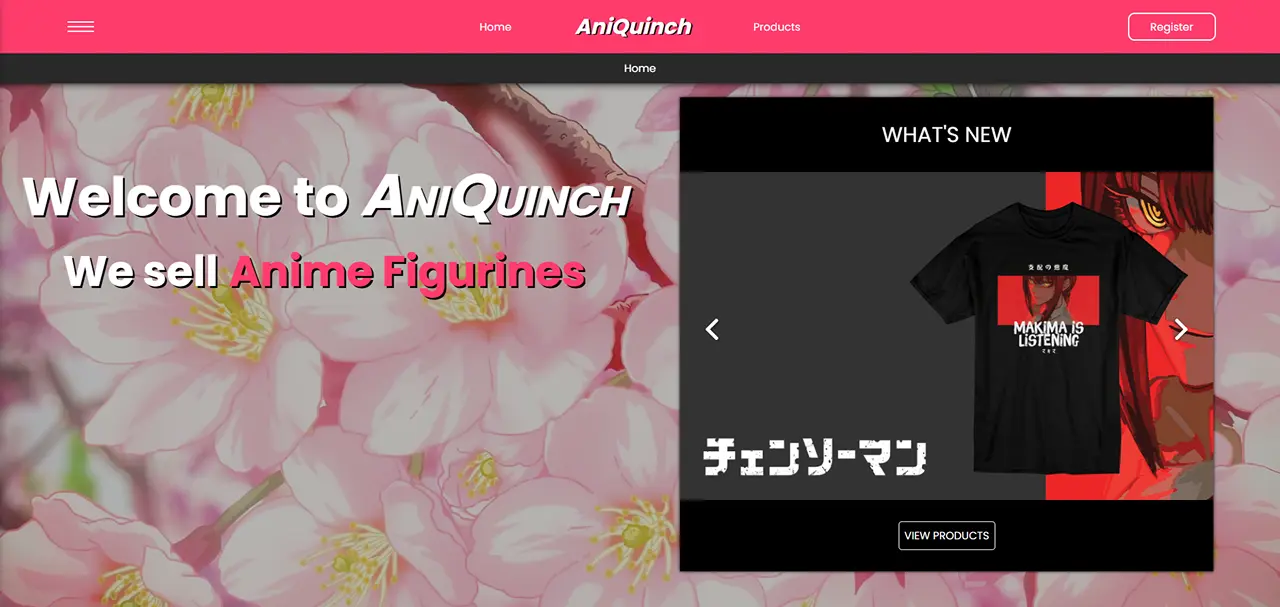 Home
AniQuinch
Products
Register
Home
Welcome to AniQuinch
We sell Anime Figurines
WHAT'S NEW
支配の悪魔
MAKIMA IS
LISTENING
チェンソーマン
VIEW PRODUCTS